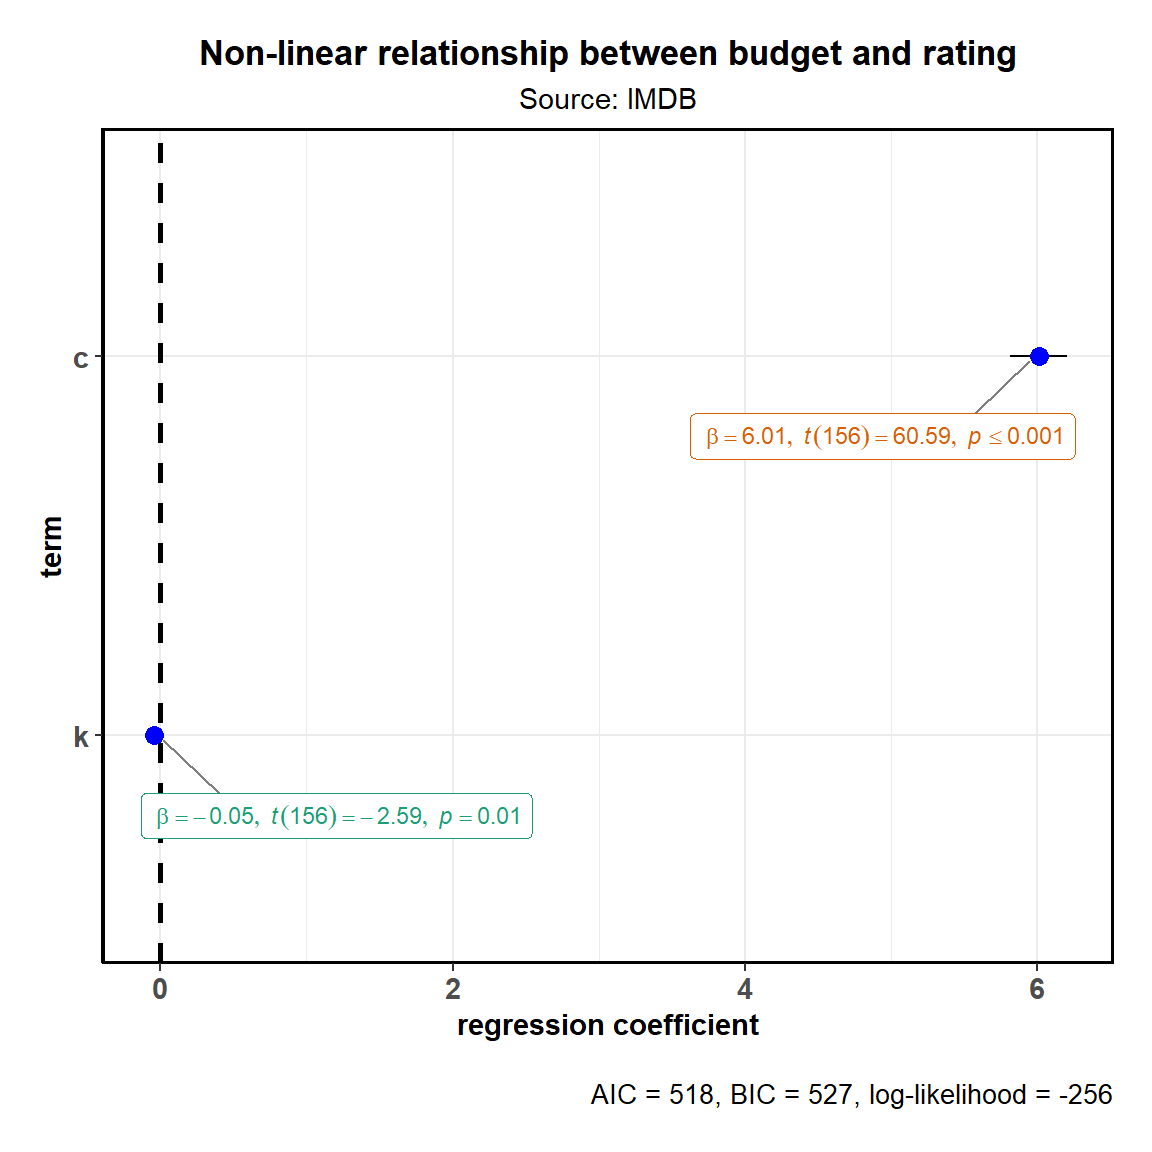 Non-linear relationship between budget and rating
Source: IMDB
c
β = 6.01, t(156) = 60.59, p ≤ 0.001
term
k
β = −0.05, t(156) = −2.59, p = 0.01
0 2 4 6
regression coefficient
AIC = 518, BIC = 527, log-likelihood = -256